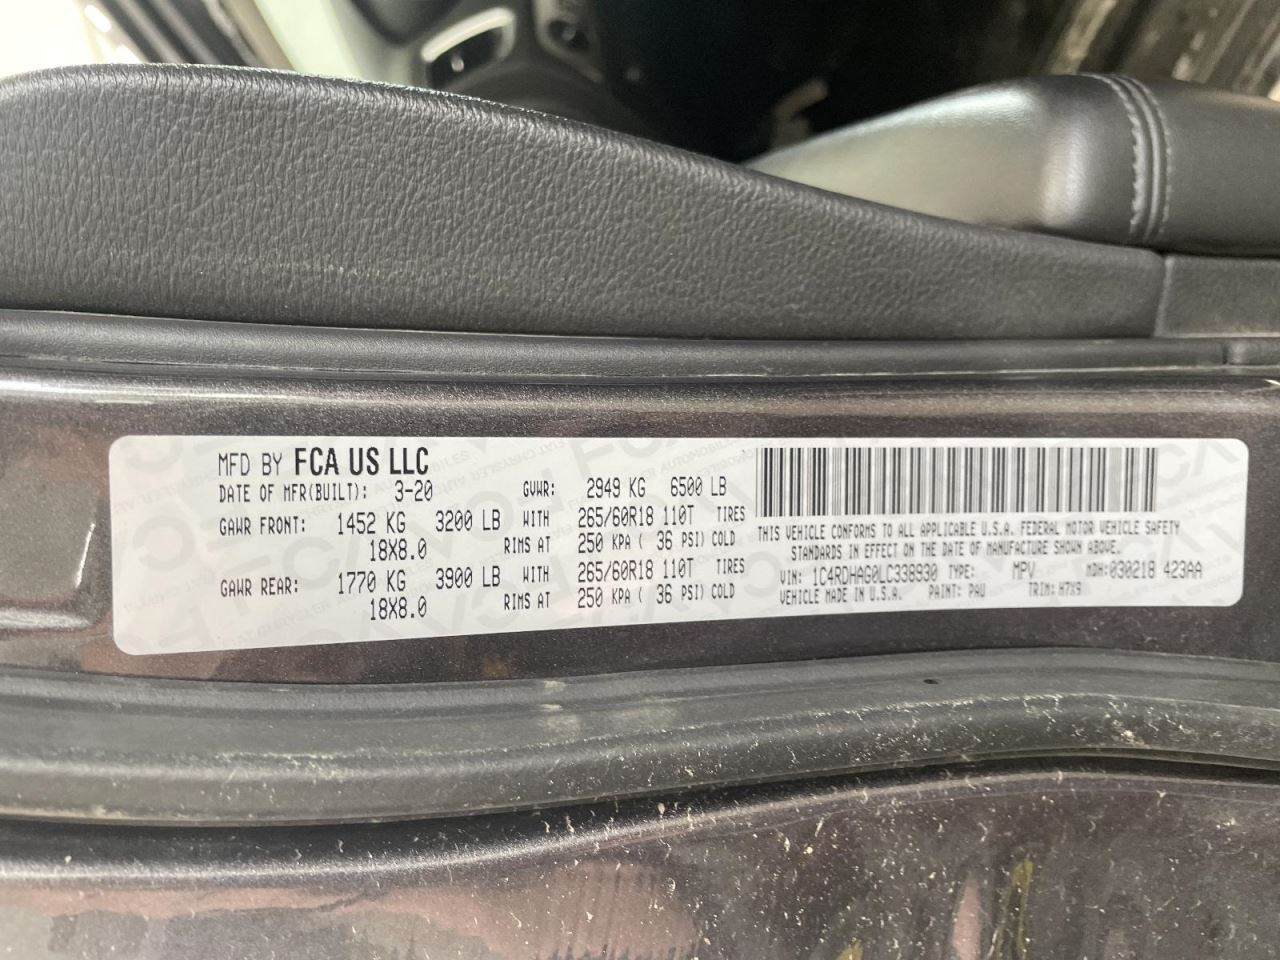 MFD BY FCA US LLC
DATE OF MFR(BUILT): 3-20 GVWR: 2949 KG 6500 LB
GAWR FRONT: 1452 KG 3200 LB WITH 265/60R18 110T TIRES
18X8.0 RIMS AT 250 KPA ( 36 PSI) COLD
GAWR REAR: 1770 KG 3900 LB WITH 265/60R18 110T TIRES
18X8.0 RIMS AT 250 KPA ( 36 PSI) COLD
THIS VEHICLE CONFORMS TO ALL APPLICABLE U.S.A. FEDERAL MOTOR VEHICLE SAFETY
STANDARDS IN EFFECT ON THE DATE OF MANUFACTURE SHOWN ABOVE.
VIN: 1C4RDHAG0LC338930 TYPE: MPV MDH:030218 423AA
VEHICLE MADE IN U.S.A. PAINT: PAU TRIM: H7X9